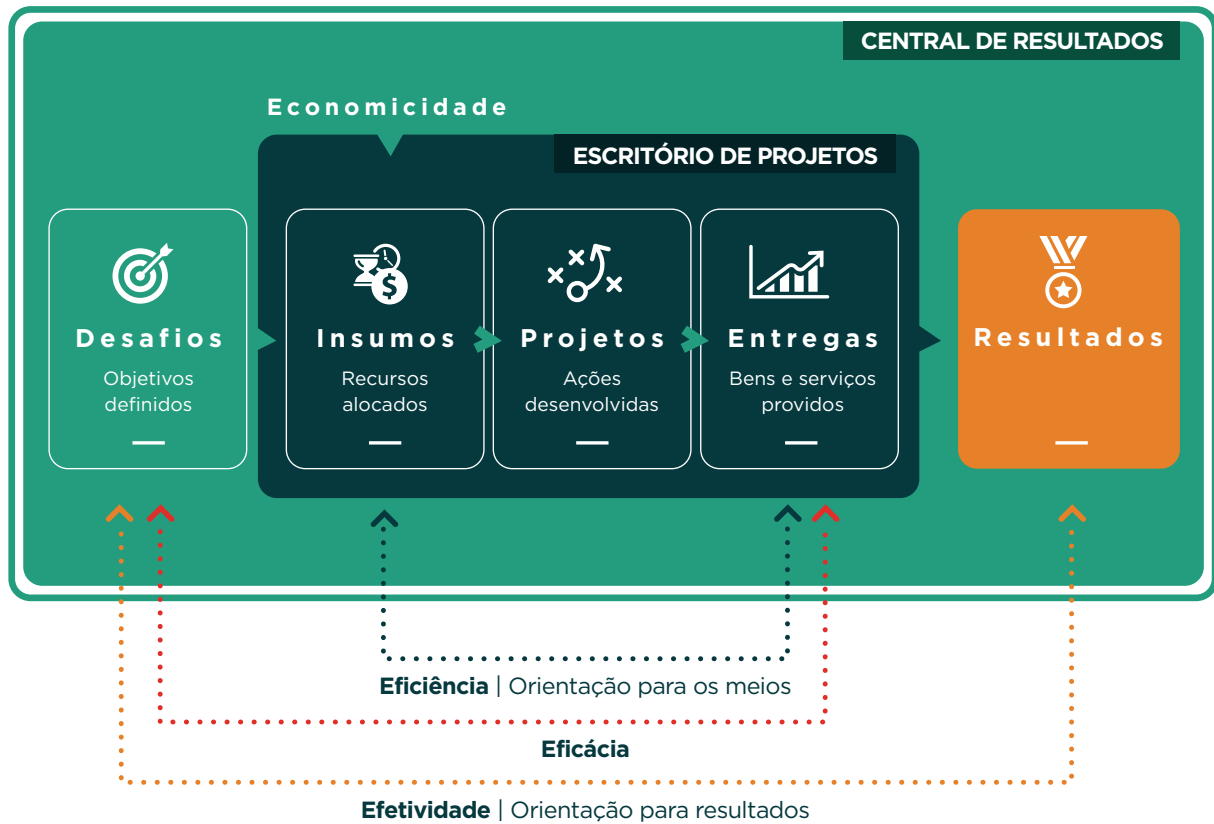 CENTRAL DE RESULTADOS
Economicidade
ESCRITÓRIO DE PROJETOS
Desafios
Objetivos
definidos
Insumos
Recursos
alocados
Projetos
Ações
desenvolvidas
Entregas
Bens e serviços
providos
Resultados
Eficiência | Orientação para os meios
Eficácia
Efetividade | Orientação para resultados